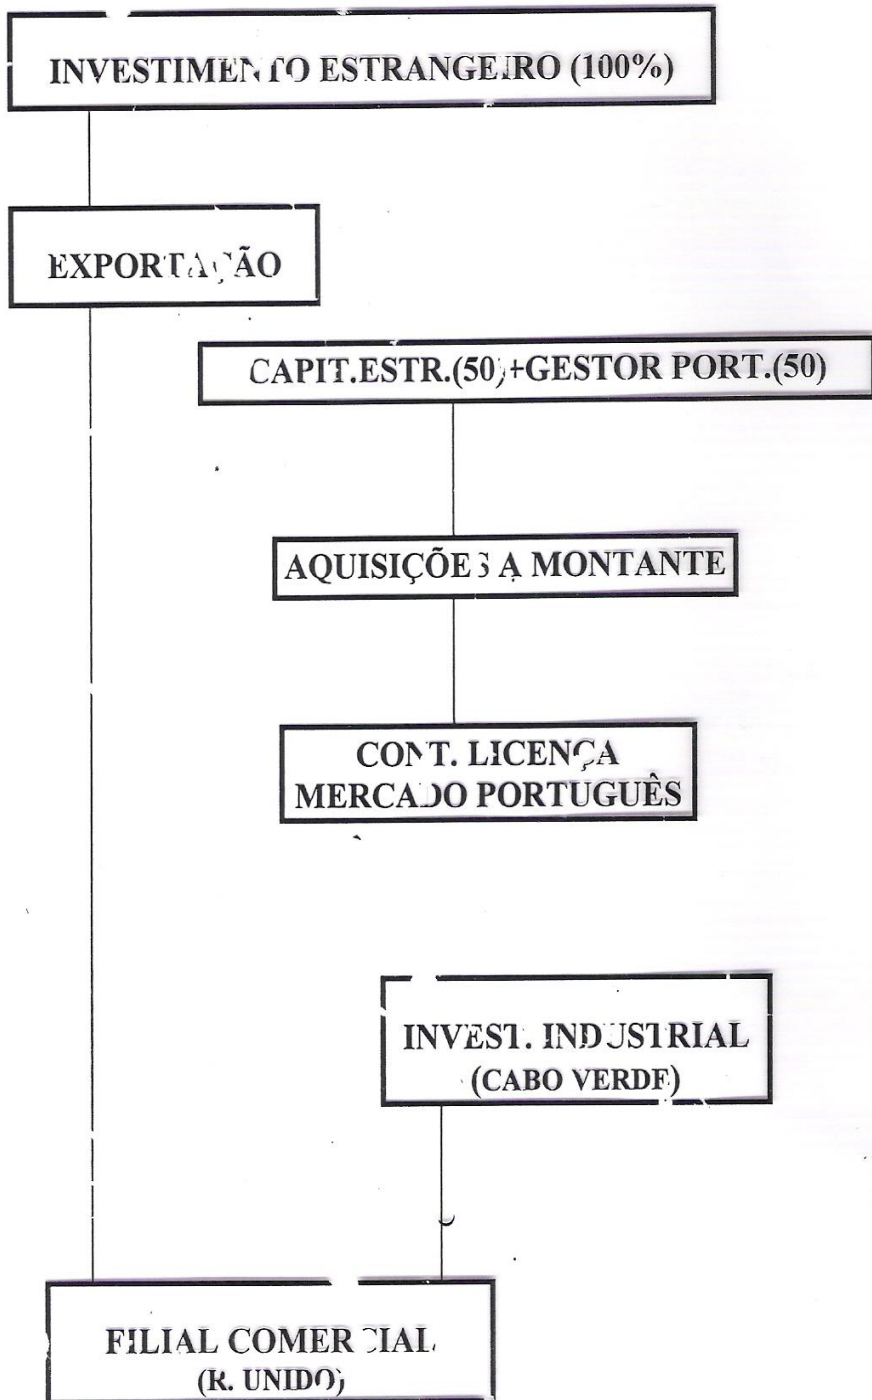 INVESTIMENTO ESTRANGEIRO (100%)
EXPORTAÇÃO
CAPIT.ESTR.(50)+GESTOR PORT.(50)
AQUISIÇÕES A MONTANTE
CONT. LICENÇA
MERCADO PORTUGUÊS
INVEST. INDUSTRIAL
(CABO VERDE)
FILIAL COMERCIAL
(R. UNIDO)